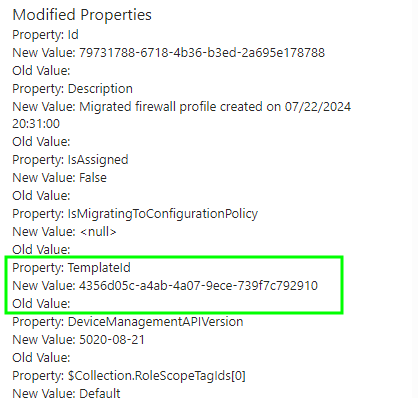 Modified Properties
Property: Id
New Value: 79731788-6718-4b36-b3ed-2a695e178788
Old Value:
Property: Description
New Value: Migrated firewall profile created on 07/22/2024
20:31:00
Old Value:
Property: IsAssigned
New Value: False
Old Value:
Property: IsMigratingToConfigurationPolicy
New Value: <null>
Old Value:
Property: TemplateId
New Value: 4356d05c-a4ab-4a07-9ece-739f7c792910
Old Value:
Property: DeviceManagementAPIVersion
New Value: 5020-08-21
Old Value:
Property: $Collection.RoleScopeTagIds[0]
New Value: Default